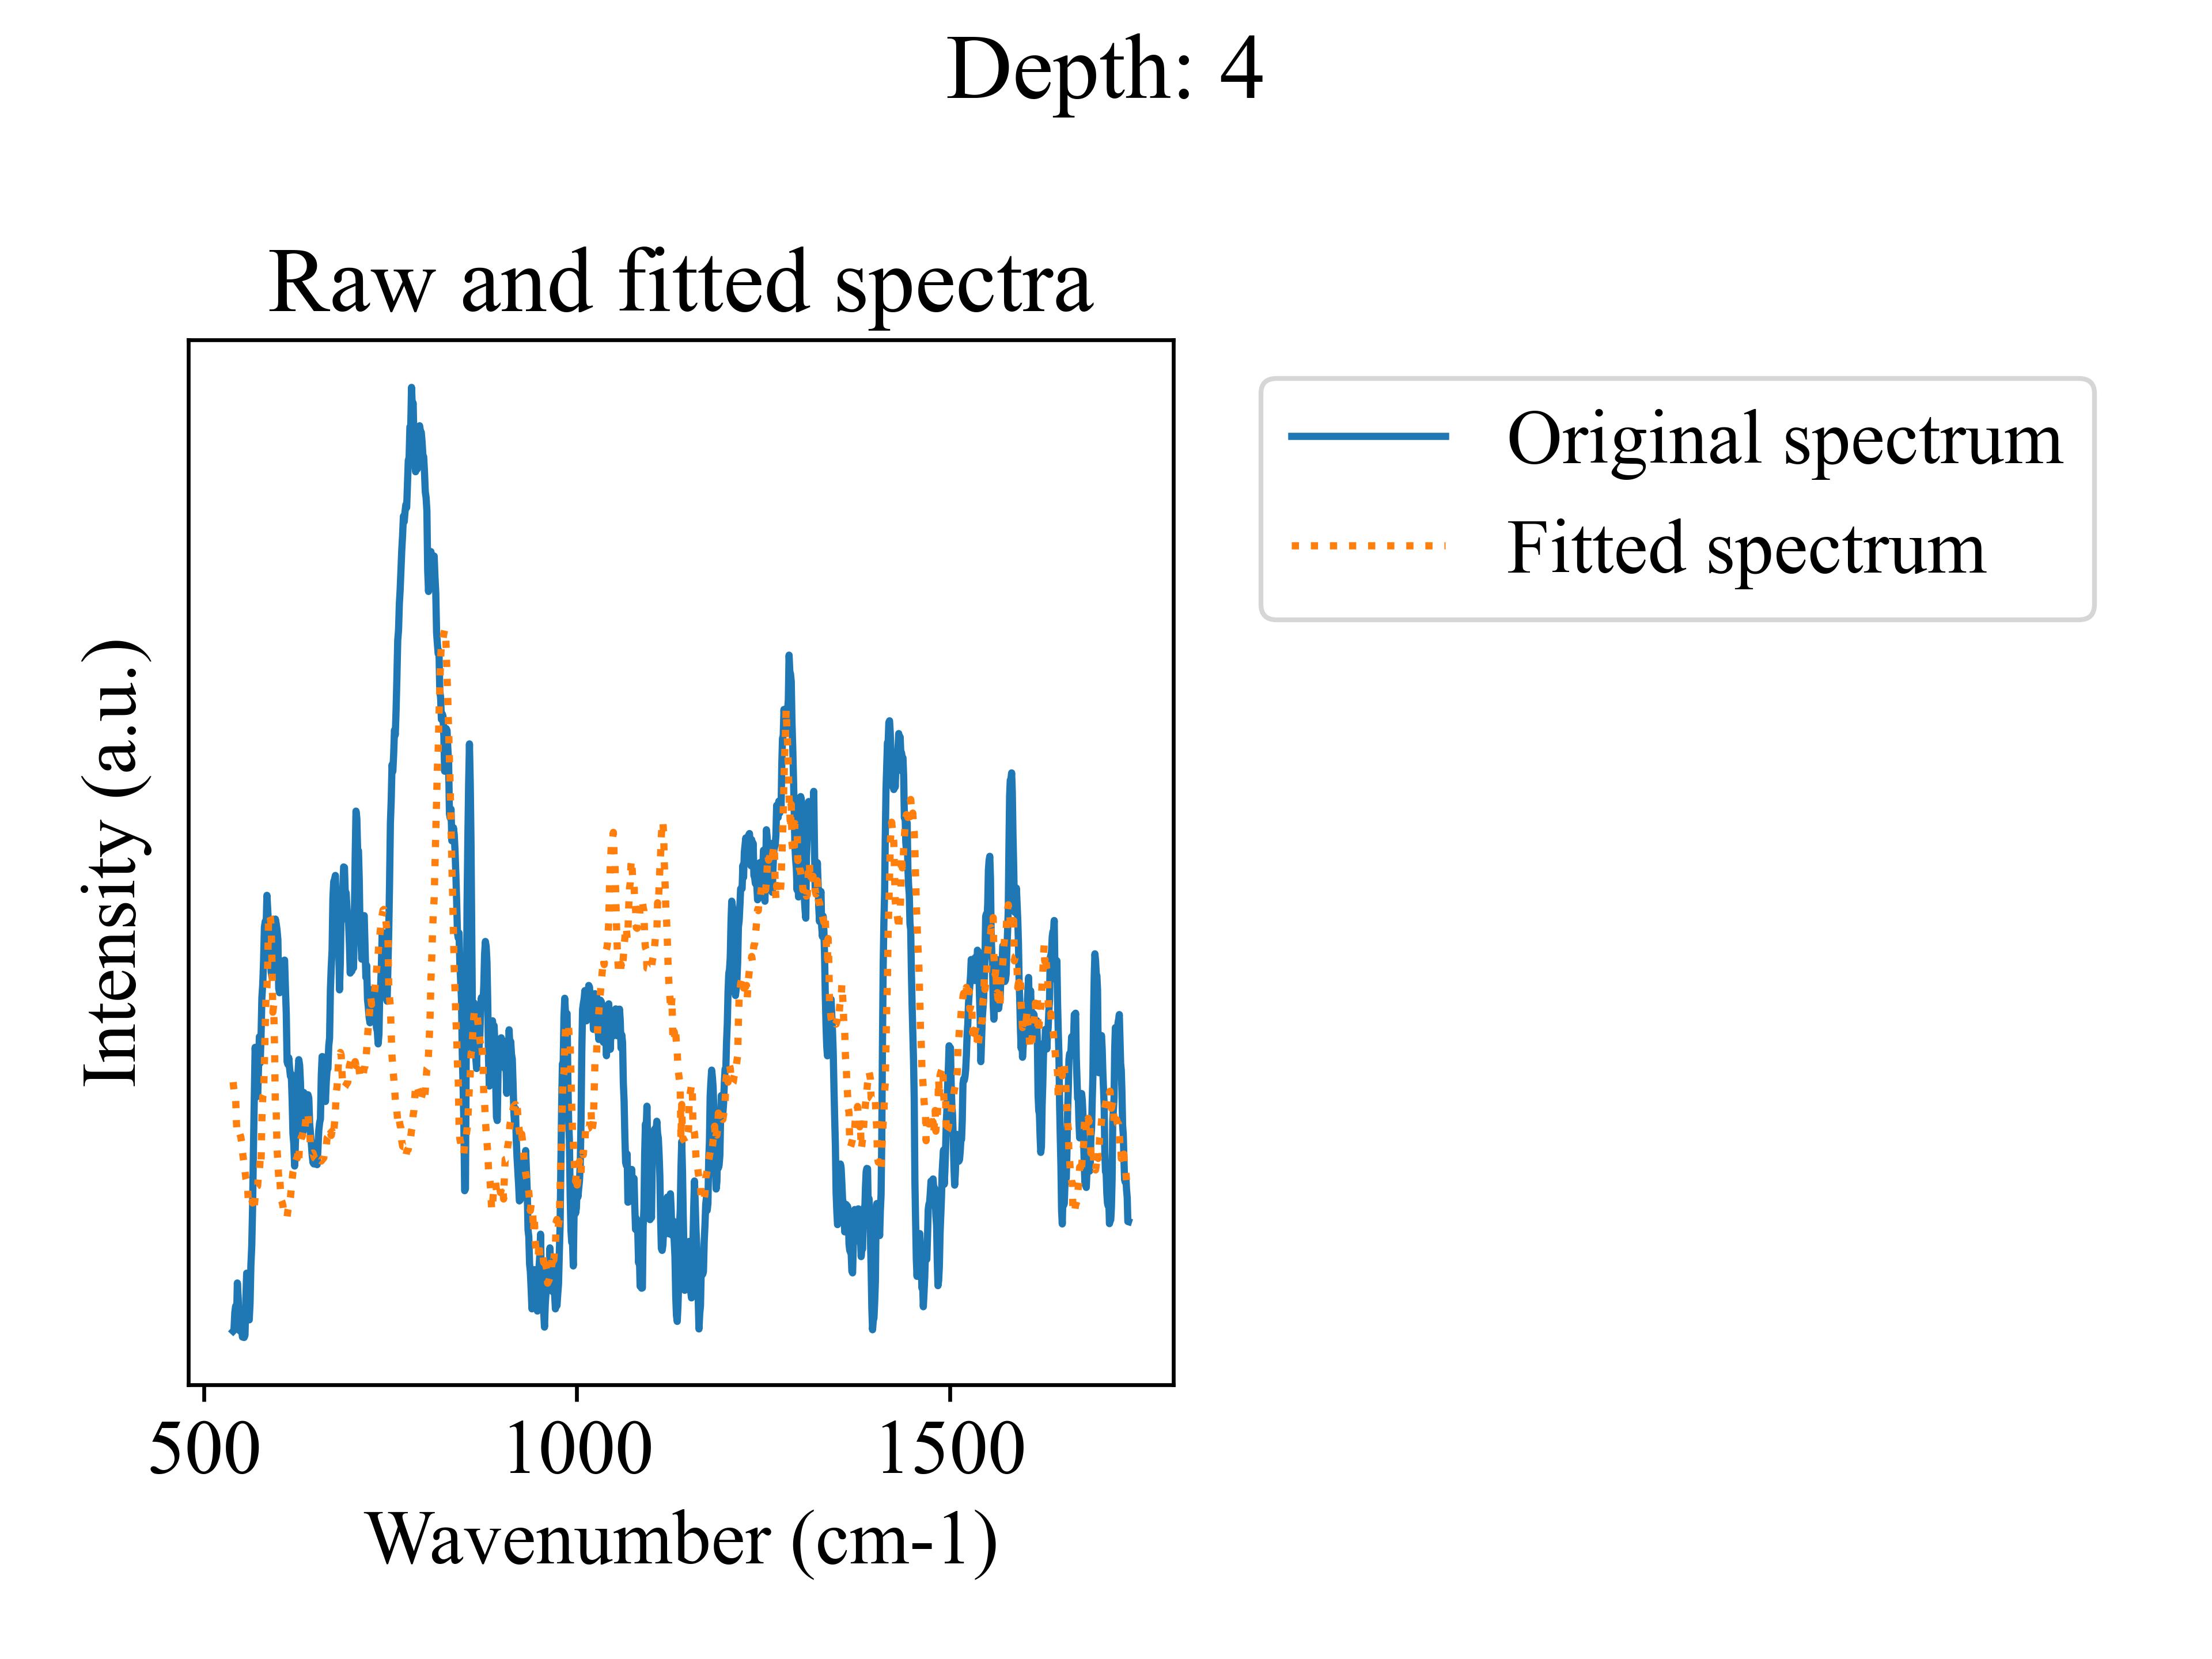 Depth: 4
Raw and fitted spectra
Original spectrum
Fitted spectrum
Intensity (a.u.)
500
1000
1500
Wavenumber (cm-1)